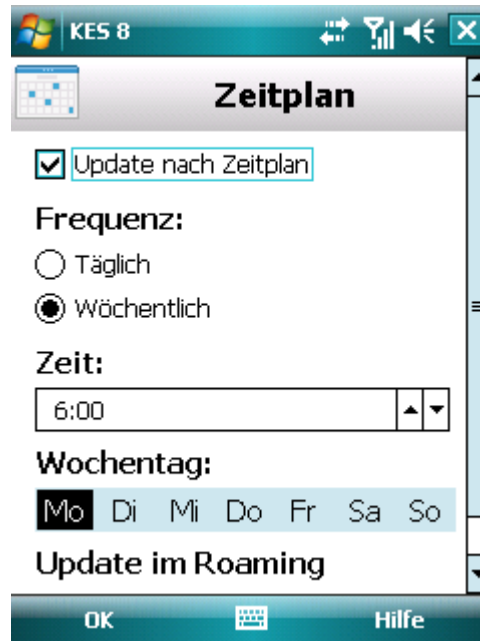 KES 8
Zeitplan
Update nach Zeitplan
Frequenz:
Täglich
Wöchentlich
Zeit:
6:00
Wochentag:
Mo Di Mi Do Fr Sa So
Update im Roaming
OK Hilfe